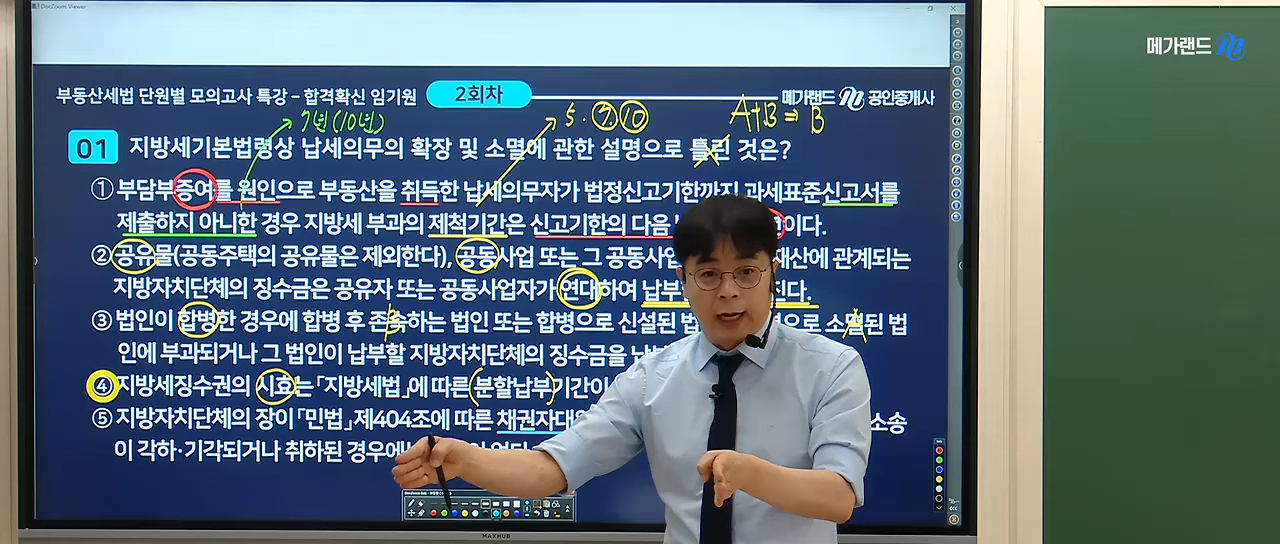 DocZoom Viewer
메가랜드
부동산세법 단원별 모의고사 특강 – 합격확신 임기원
2회차
메가랜드 공인중개사
7년(10년)
5. 7. 10
A+B ⇒ B
01 지방세기본법령상 납세의무의 확장 및 소멸에 관한 설명으로 틀린 것은?
① 부담부증여를 원인으로 부동산을 취득한 납세의무자가 법정신고기한까지 과세표준신고서를
제출하지 아니한 경우 지방세 부과의 제척기간은 신고기한의 다음 이다.
② 공유물(공동주택의 공유물은 제외한다), 공동사업 또는 그 공동사업 재산에 관계되는
지방자치단체의 징수금은 공유자 또는 공동사업자가 연대하여 납부 진다.
③ 법인이 합병한 경우에 합병 후 존속하는 법인 또는 합병으로 신설된 법 으로 소멸된 법
B
A
인에 부과되거나 그 법인이 납부할 지방자치단체의 징수금을
④ 지방세징수권의 시효는 「지방세법」에 따른 분할납부기간이
⑤ 지방자치단체의 장이 「민법」 제404조에 따른 채권자대 소송
이 각하·기각되거나 취하된 경우에
MAXHUB